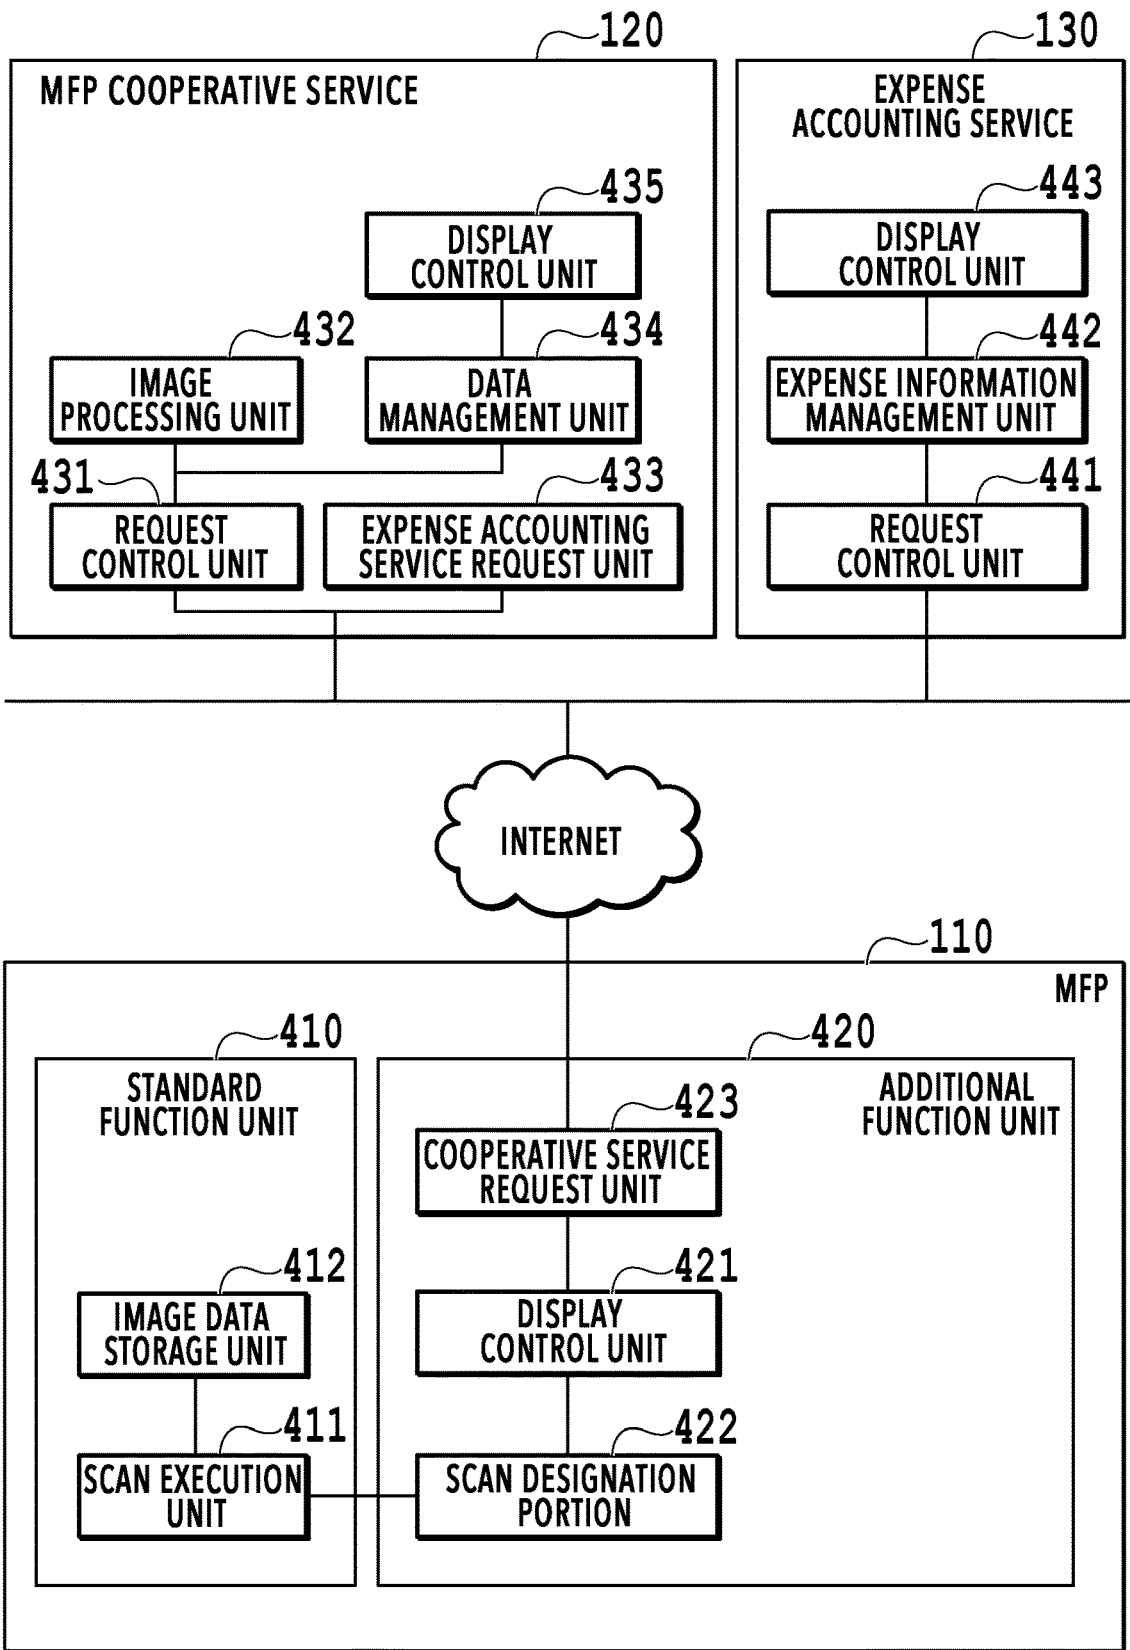 120
MFP COOPERATIVE SERVICE
435
DISPLAY
CONTROL UNIT
432
IMAGE
PROCESSING UNIT
434
DATA
MANAGEMENT UNIT
431
REQUEST
CONTROL UNIT
433
EXPENSE ACCOUNTING
SERVICE REQUEST UNIT
130
EXPENSE
ACCOUNTING SERVICE
443
DISPLAY
CONTROL UNIT
442
EXPENSE INFORMATION
MANAGEMENT UNIT
441
REQUEST
CONTROL UNIT
INTERNET
110
MFP
410
STANDARD
FUNCTION UNIT
412
IMAGE DATA
STORAGE UNIT
411
SCAN EXECUTION
UNIT
420
ADDITIONAL
FUNCTION UNIT
423
COOPERATIVE SERVICE
REQUEST UNIT
421
DISPLAY
CONTROL UNIT
422
SCAN DESIGNATION
PORTION